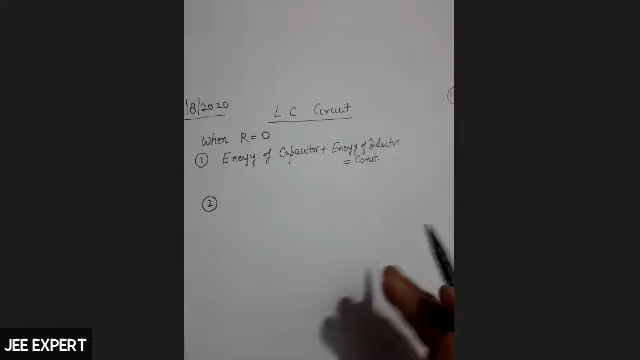 /8/2020
L C Circuit
When R = 0
① Energy of Capacitor + Energy of Inductor
= Const.
②
JEE EXPERT